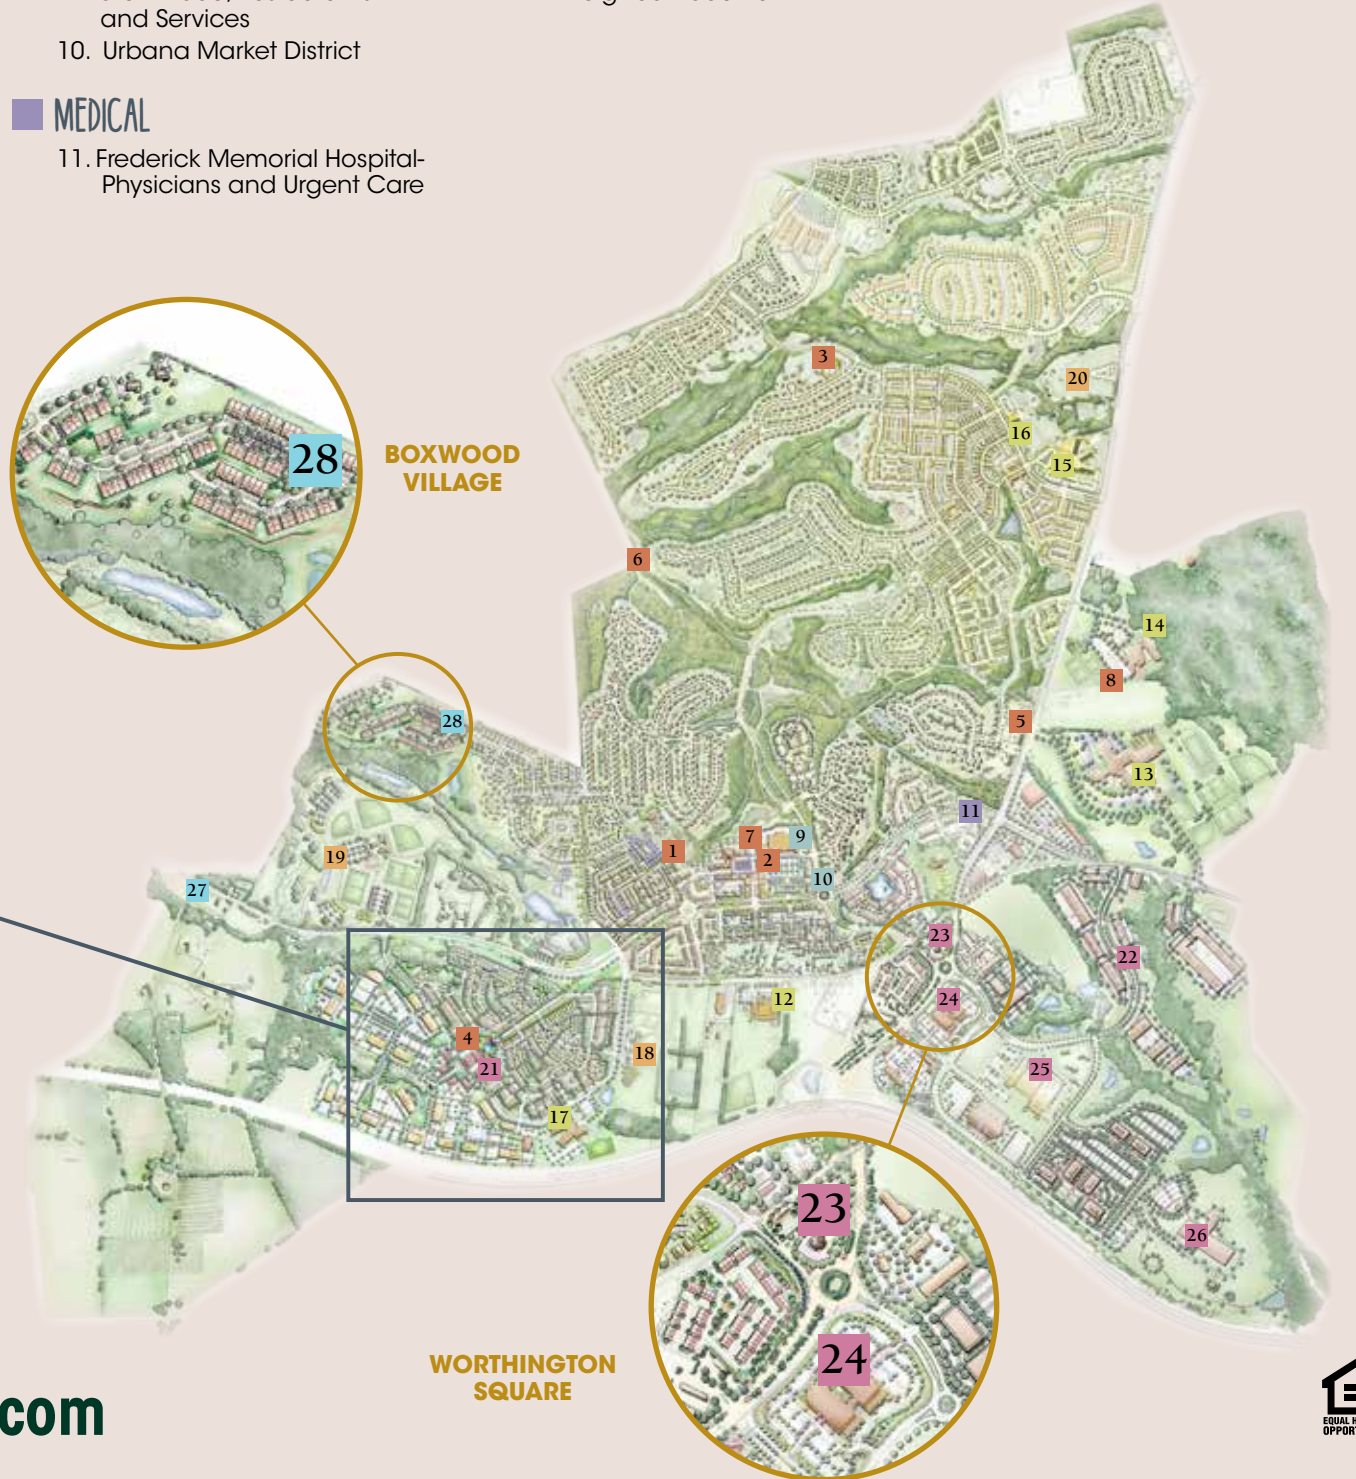 and Services
10. Urbana Market District
MEDICAL
11. Frederick Memorial Hospital-
Physicians and Urgent Care
3
20
16
15
28
BOXWOOD
VILLAGE
6
14
8
5
28
13
11
7
9
1
2
19
10
27
23
22
12
24
4
18
21
25
17
23
26
24
WORTHINGTON
SQUARE
com
EQUAL H
OPPORT